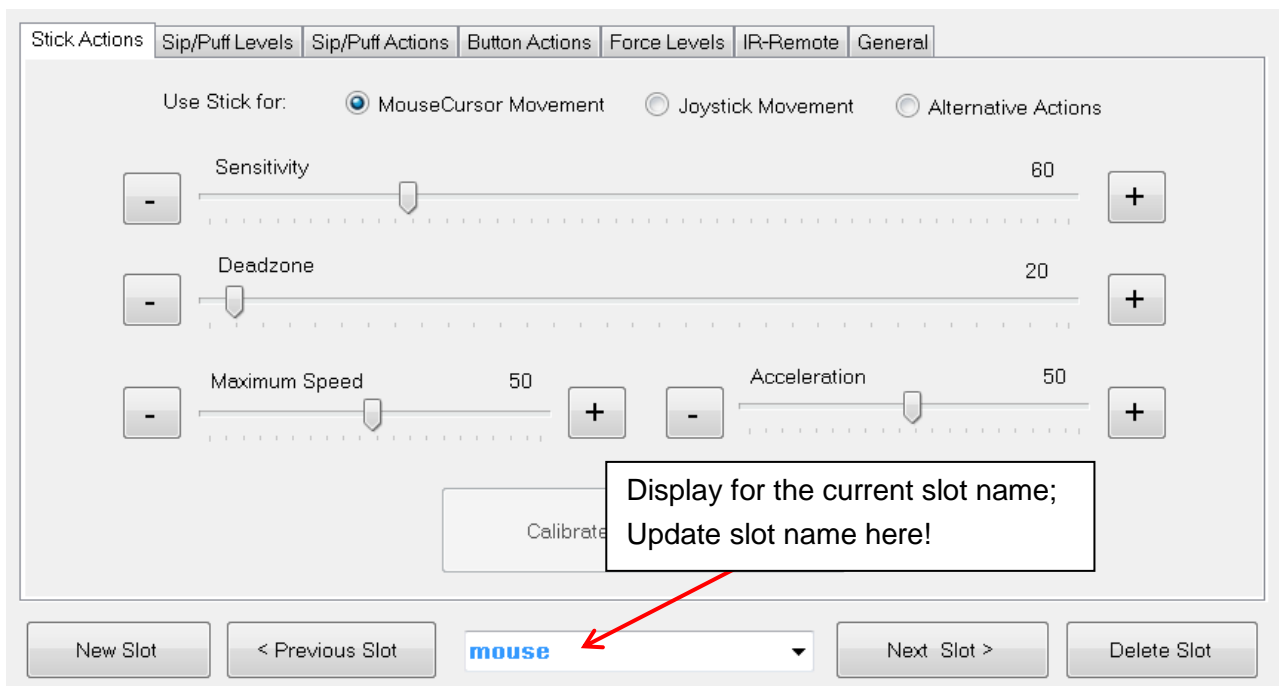 Stick Actions Sip/Puff Levels Sip/Puff Actions Button Actions Force Levels IR-Remote General
Use Stick for: MouseCursor Movement Joystick Movement Alternative Actions
Sensitivity 60
- +
Deadzone 20
- +
Maximum Speed 50 Acceleration 50
- + - +
Display for the current slot name;
Calibrate
Update slot name here!
New Slot < Previous Slot mouse Next Slot > Delete Slot